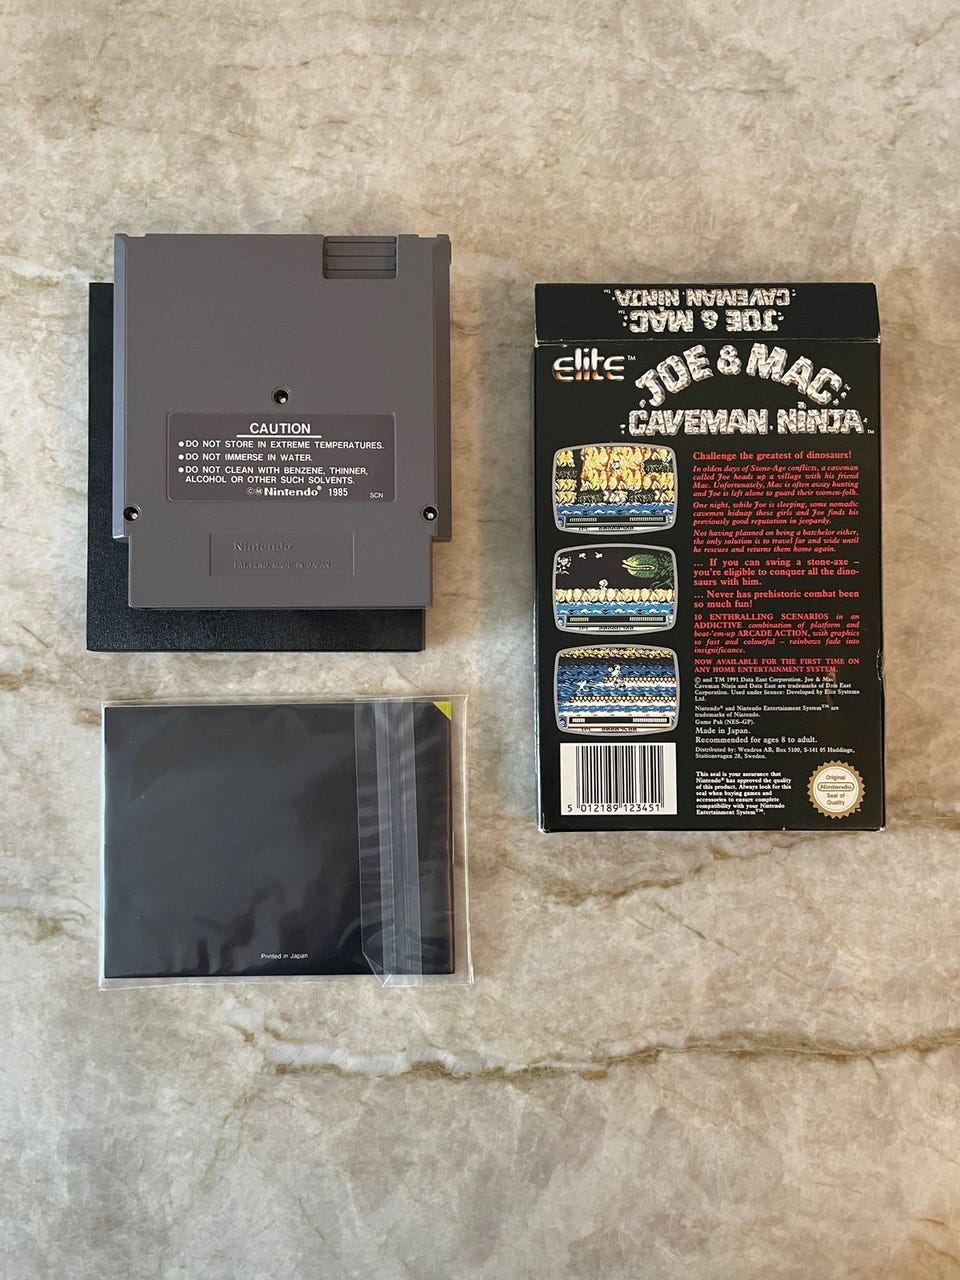 CAUTION
● DO NOT STORE IN EXTREME TEMPERATURES.
● DO NOT IMMERSE IN WATER.
● DO NOT CLEAN WITH BENZENE, THINNER,
ALCOHOL OR OTHER SUCH SOLVENTS.
©Ⓜ Nintendo® 1985
SCN
Nintendo®
PAT. PEND. MADE IN JAPAN
Printed in Japan
JOE & MAC™
CAVEMAN NINJA™
elite™
JOE & MAC™
CAVEMAN NINJA™
Challenge the greatest of dinosaurs!
In olden days of Stone-Age conflicts, a caveman
called Joe heads up a village with his friend
Mac. Unfortunately, Mac is often away hunting
and Joe is left alone to guard their women-folk.
One night, while Joe is sleeping, some nomadic
cavemen kidnap these girls and Joe finds his
previously good reputation in jeopardy.
Not having planned on being a batchelor either,
the only solution is to travel far and wide until
he rescues and returns them home again.
... If you can swing a stone-axe –
you're eligible to conquer all the dino-
saurs with him.
... Never has prehistoric combat been
so much fun!
10 ENTHRALLING SCENARIOS in an
ADDICTIVE combination of platform and
beat-'em-up ARCADE ACTION, with graphics
so fast and colourful – rainbows fade into
insignificance.
NOW AVAILABLE FOR THE FIRST TIME ON
ANY HOME ENTERTAINMENT SYSTEM.
© and TM 1991 Data East Corporation. Joe & Mac
Caveman Ninja and Data East are trademarks of Data East
Corporation. Used under licence: Developed by Elite Systems
Ltd.
Nintendo® and Nintendo Entertainment System™ are
trademarks of Nintendo.
Game Pak (NES-GP).
Made in Japan.
Recommended for ages 8 to adult.
Distributed by: Wendros AB, Box 5100, S-141 05 Huddinge,
Stationsvagen 28, Sweden.
This seal is your assurance that
Nintendo® has approved the quality
of this product. Always look for this
seal when buying games and
accessories to ensure complete
compatibility with your Nintendo
Entertainment System™.
Original
Nintendo
Seal of
Quality
5 012189 123451